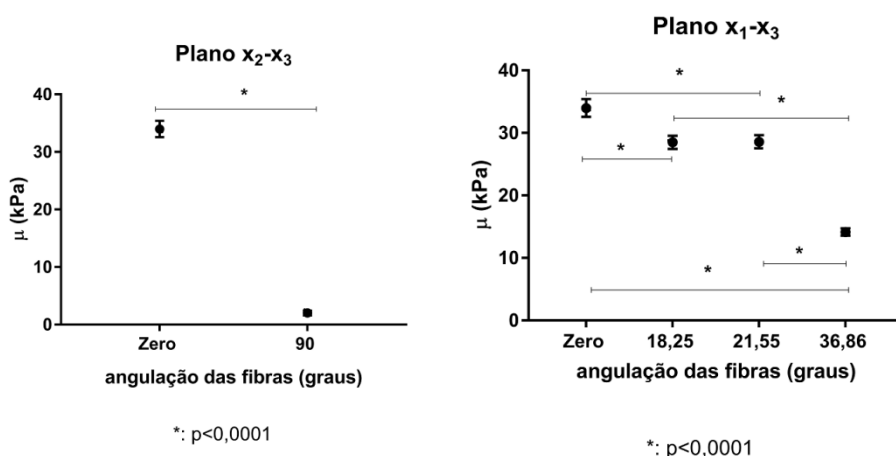 Plano x₂-x₃
*
40
30
20
10
0
μ (kPa)
Zero 90
angulação das fibras (graus)
*: p<0,0001
Plano x₁-x₃
*
*
*
*
*
40
30
20
10
0
μ (kPa)
Zero 18,25 21,55 36,86
angulação das fibras (graus)
*: p<0,0001